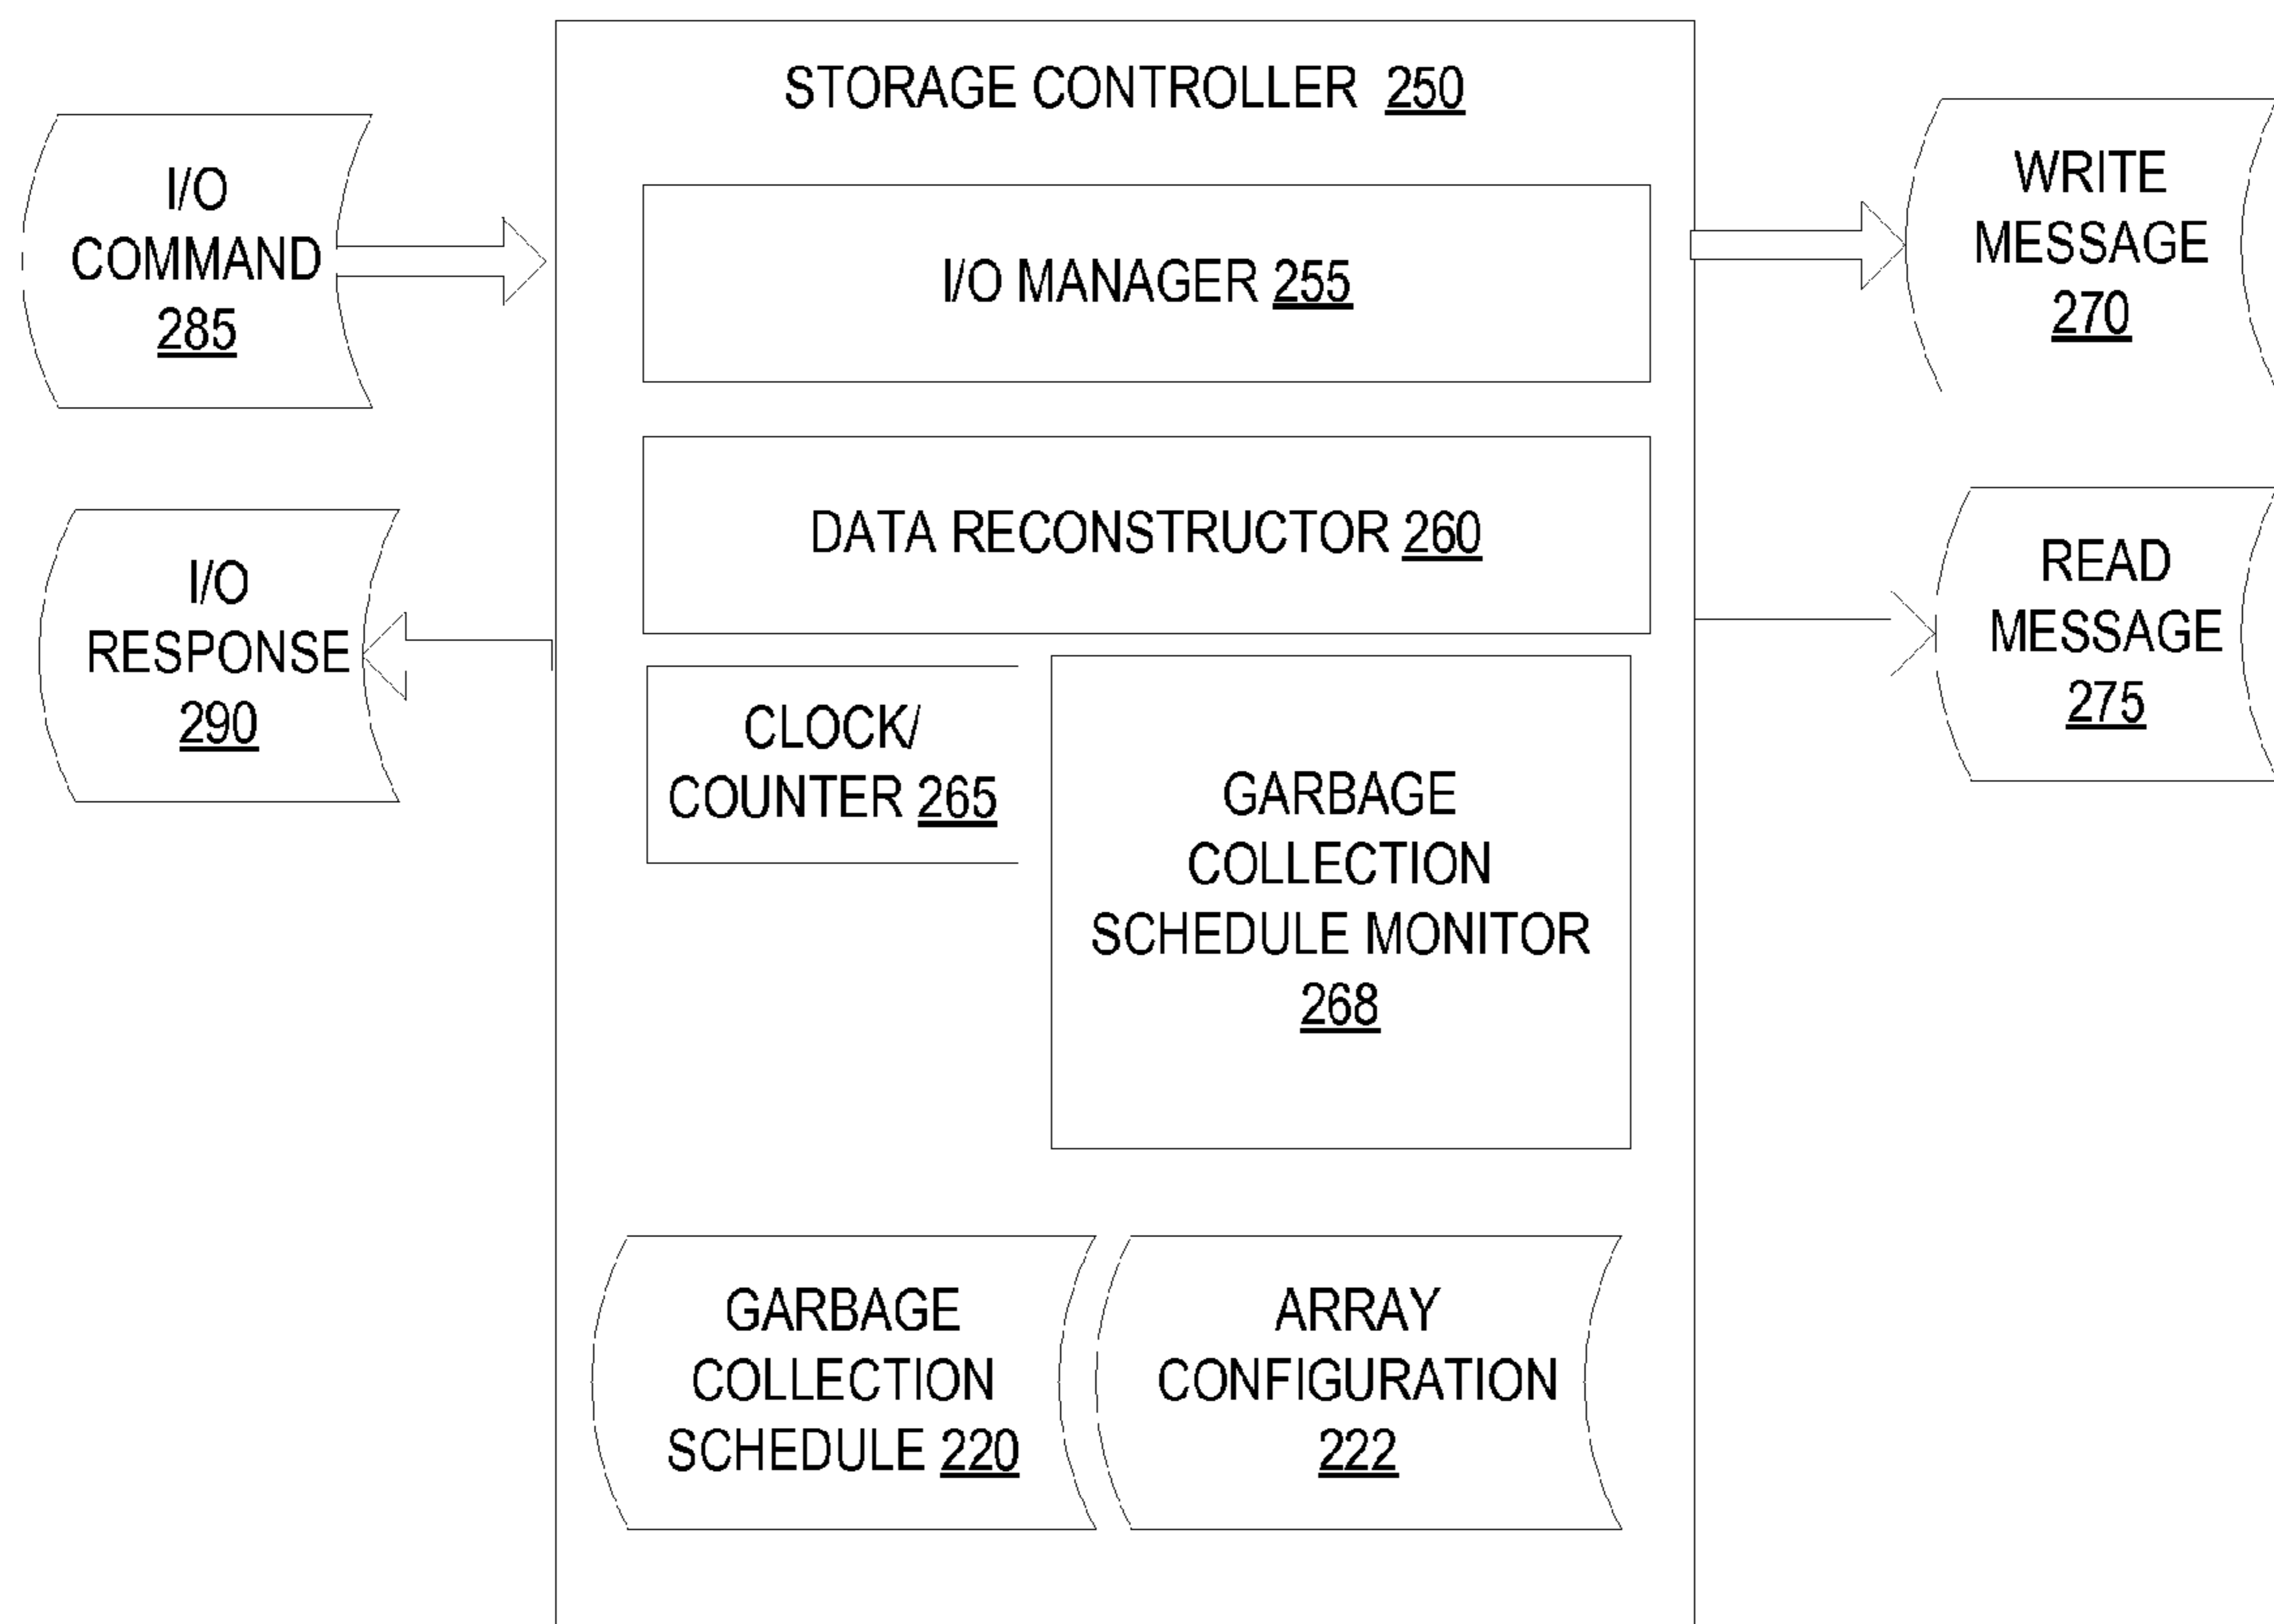 STORAGE CONTROLLER 250
I/O
COMMAND
285
I/O MANAGER 255
WRITE
MESSAGE
270
DATA RECONSTRUCTOR 260
I/O
RESPONSE
290
READ
MESSAGE
275
CLOCK/
COUNTER 265
GARBAGE
COLLECTION
SCHEDULE MONITOR
268
GARBAGE
COLLECTION
SCHEDULE 220
ARRAY
CONFIGURATION
222